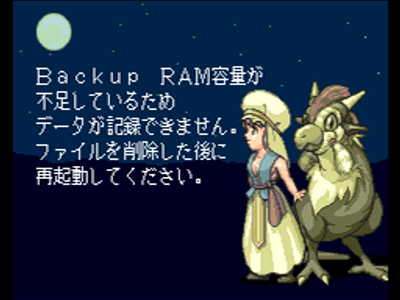 Ｂａｃｋｕｐ　ＲＡＭ容量が
不足しているため
データが記録できません。
ファイルを削除した後に
再起動してください。